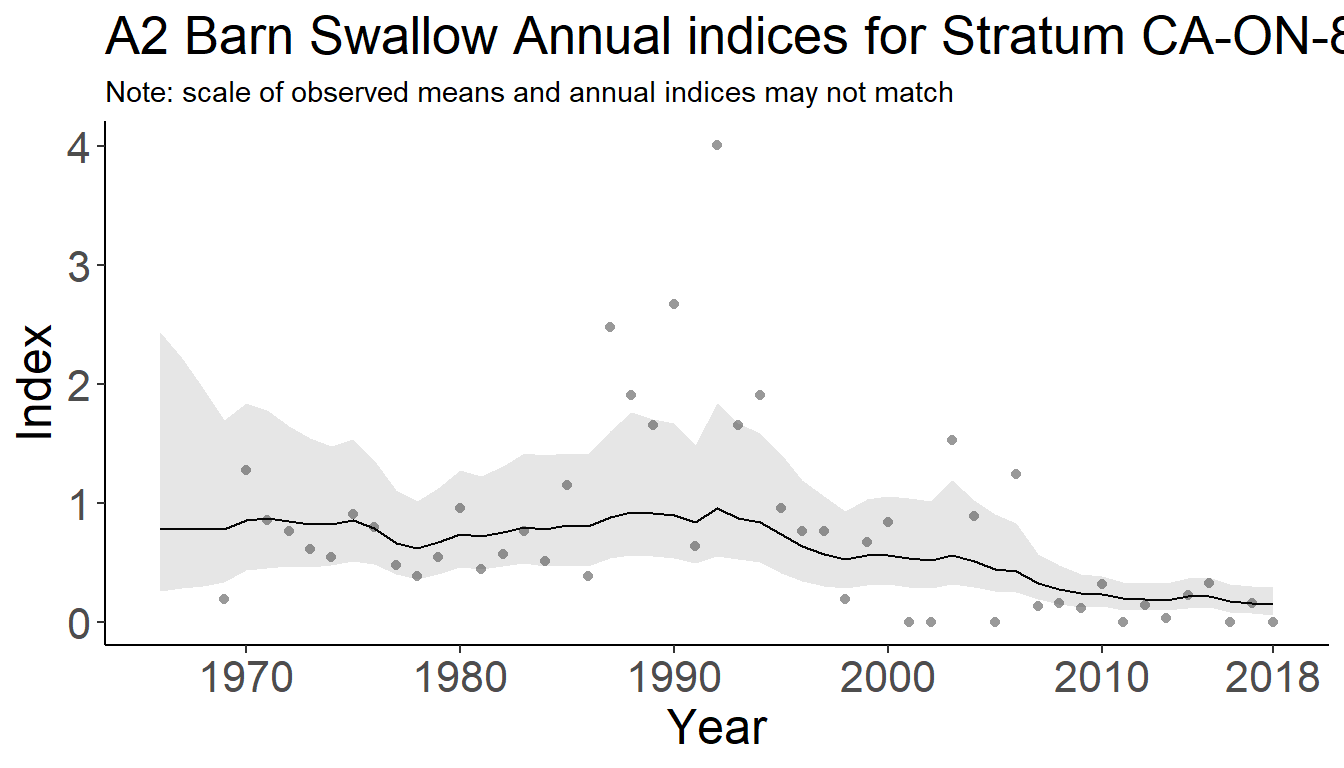 A2 Barn Swallow Annual indices for Stratum CA-ON-8
Note: scale of observed means and annual indices may not match
4
3
2
1
0
Index
1970 1980 1990 2000 2010 2018
Year